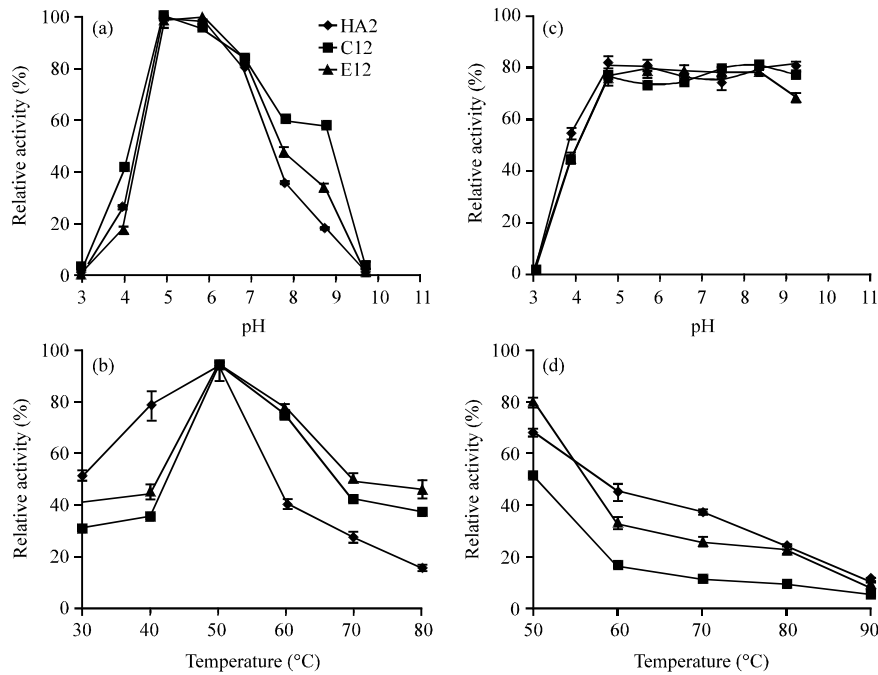 (a)
HA2
C12
E12
Relative activity (%)
100
80
60
40
20
0
3 4 5 6 7 8 9 10 11
pH
(c)
Relative activity (%)
100
80
60
40
20
0
3 4 5 6 7 8 9 10 11
pH
(b)
Relative activity (%)
100
80
60
40
20
0
30 40 50 60 70 80
Temperature (°C)
(d)
Relative activity (%)
100
80
60
40
20
0
50 60 70 80 90
Temperature (°C)